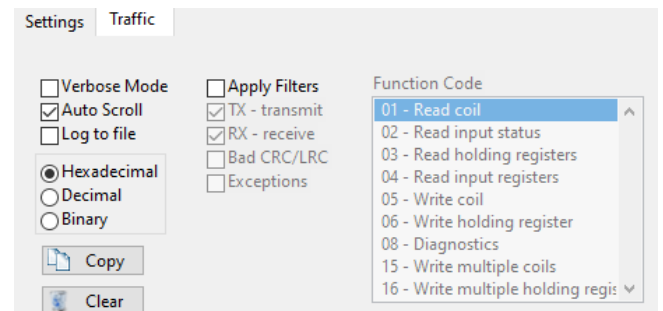 Settings Traffic
Verbose Mode
Auto Scroll
Log to file
Hexadecimal
Decimal
Binary
Copy
Clear
Apply Filters
TX - transmit
RX - receive
Bad CRC/LRC
Exceptions
Function Code
01 - Read coil
02 - Read input status
03 - Read holding registers
04 - Read input registers
05 - Write coil
06 - Write holding register
08 - Diagnostics
15 - Write multiple coils
16 - Write multiple holding regis